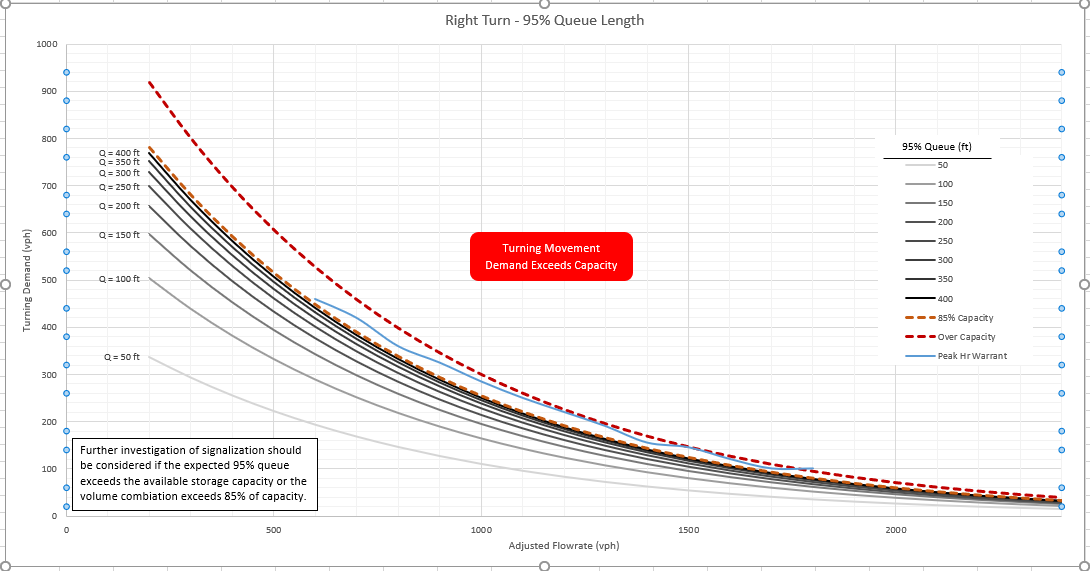 Right Turn - 95% Queue Length
1000
900
800
700
600
500
400
300
200
100
0
Turning Demand (vph)
Q = 400 ft
Q = 350 ft
Q = 300 ft
Q = 250 ft
Q = 200 ft
Q = 150 ft
Q = 100 ft
Q = 50 ft
Turning Movement
Demand Exceeds Capacity
95% Queue (ft)
50
100
150
200
250
300
350
400
85% Capacity
Over Capacity
Peak Hr Warrant
Further investigation of signalization should
be considered if the expected 95% queue
exceeds the available storage capacity or the
volume combiation exceeds 85% of capacity.
0
500
1000
1500
2000
Adjusted Flowrate (vph)